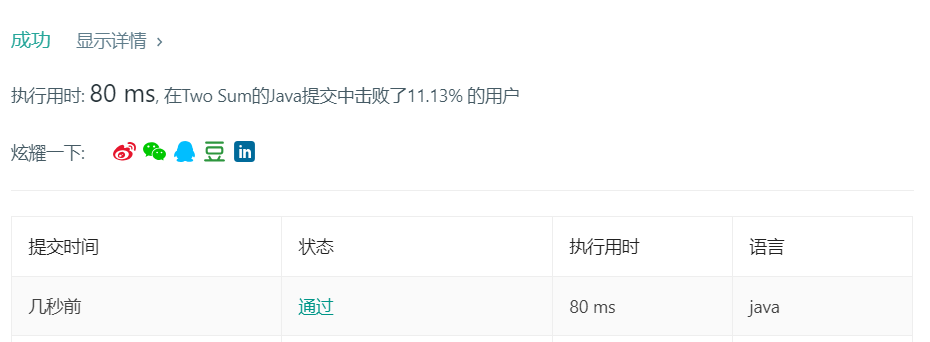 成功 显示详情 ›
执行用时: 80 ms, 在Two Sum的Java提交中击败了11.13% 的用户
炫耀一下: 豆 in
提交时间 状态 执行用时 语言
几秒前 通过 80 ms java